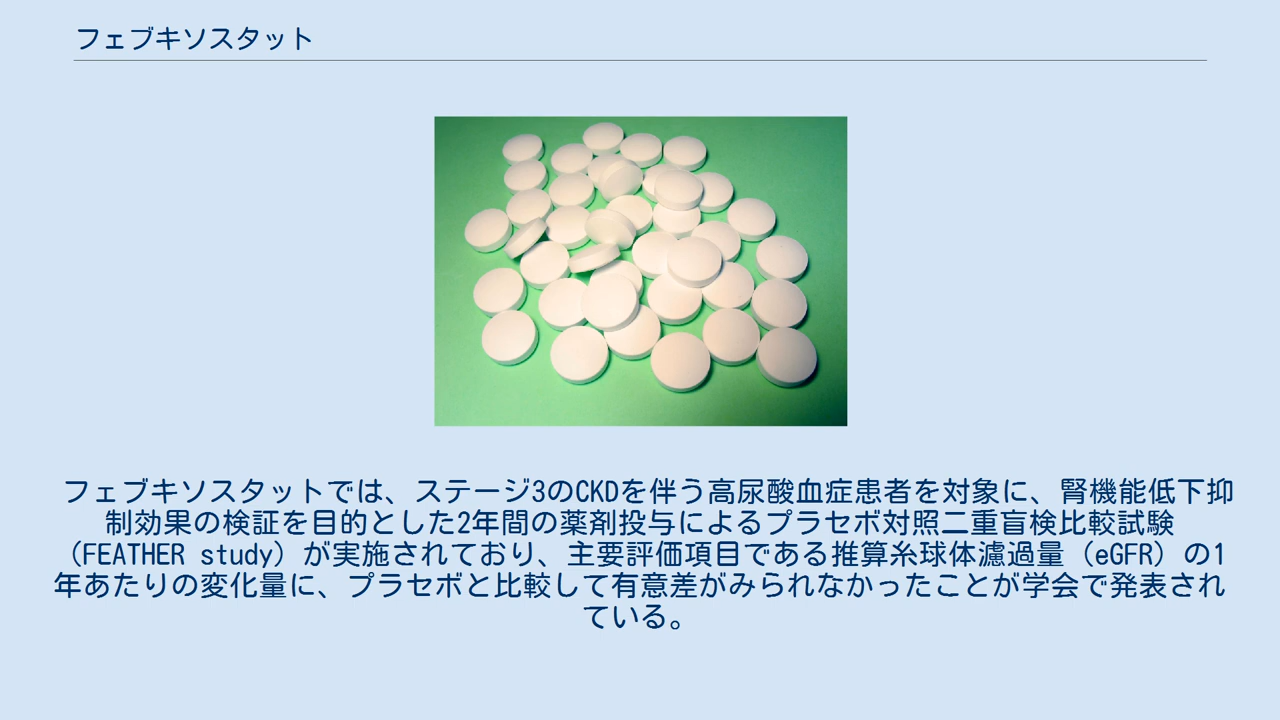 フェブキソスタット
フェブキソスタットでは、ステージ3のCKDを伴う高尿酸血症患者を対象に、腎機能低下抑
制効果の検証を目的とした2年間の薬剤投与によるプラセボ対照二重盲検比較試験
（FEATHER study）が実施されており、主要評価項目である推算糸球体濾過量（eGFR）の1
年あたりの変化量に、プラセボと比較して有意差がみられなかったことが学会で発表され
ている。